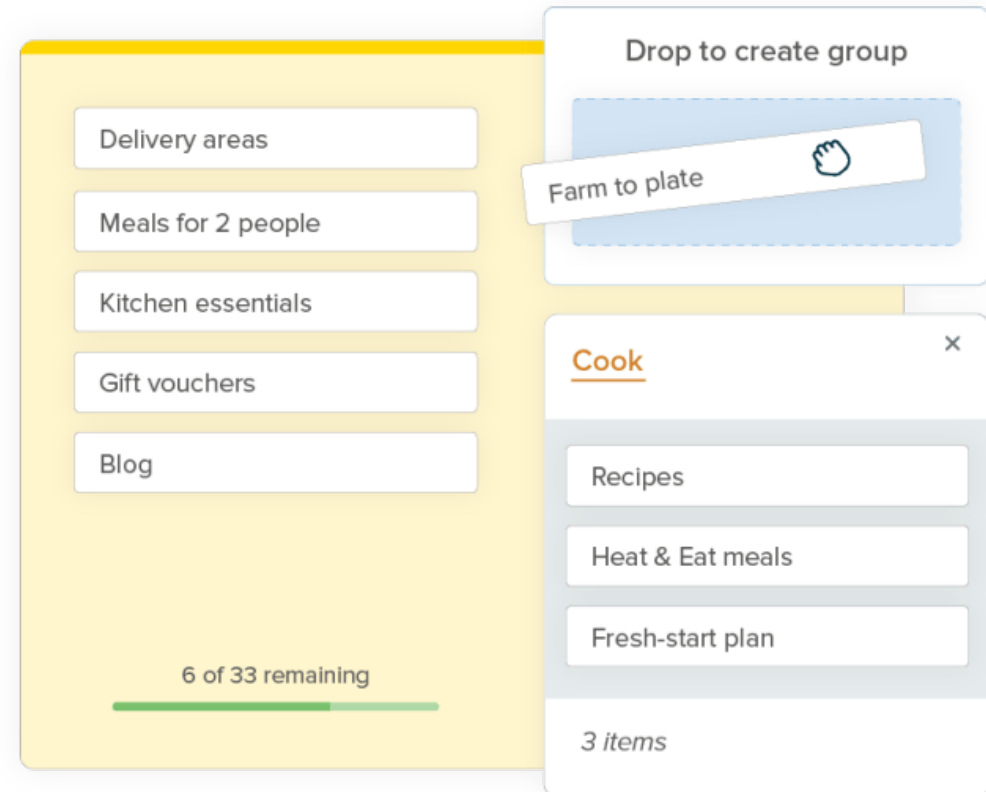 Drop to create group
Delivery areas
Farm to plate
Meals for 2 people
Kitchen essentials
Gift vouchers
Blog
6 of 33 remaining
Cook
Recipes
Heat & Eat meals
Fresh-start plan
3 items